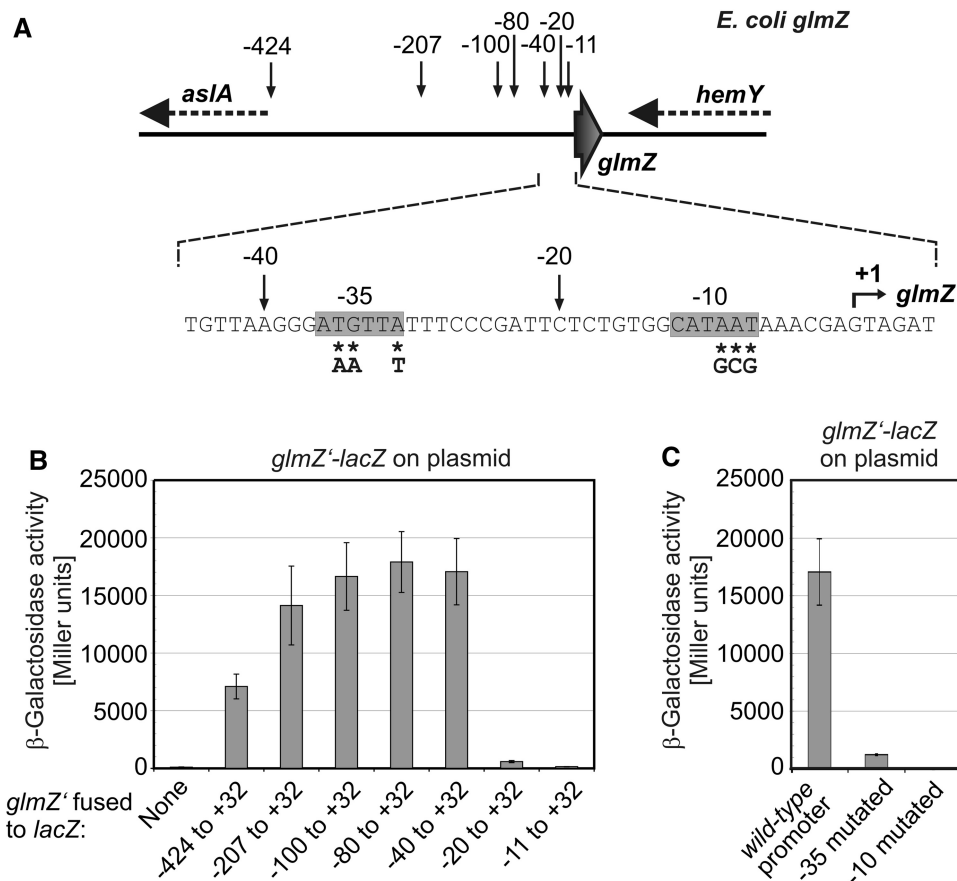 A
E. coli glmZ
-80 -20
-424 -207 -100 -40 -11
aslA hemY
glmZ
-40 -20 +1
-35 -10 glmZ
TGTTAAGGGATGTTATTTCCCGATTCTCTGTGGCATAATAAACGAGTAGAT
** * ***
AA T GCG
B
glmZ‘-lacZ on plasmid
β-Galactosidase activity
[Miller units]
25000
20000
15000
10000
5000
0
glmZ‘ fused
to lacZ:
None
-424 to +32
-207 to +32
-100 to +32
-80 to +32
-40 to +32
-20 to +32
-11 to +32
C
glmZ‘-lacZ
on plasmid
β-Galactosidase activity
[Miller units]
25000
20000
15000
10000
5000
0
wild-type
promoter
-35 mutated
-10 mutated